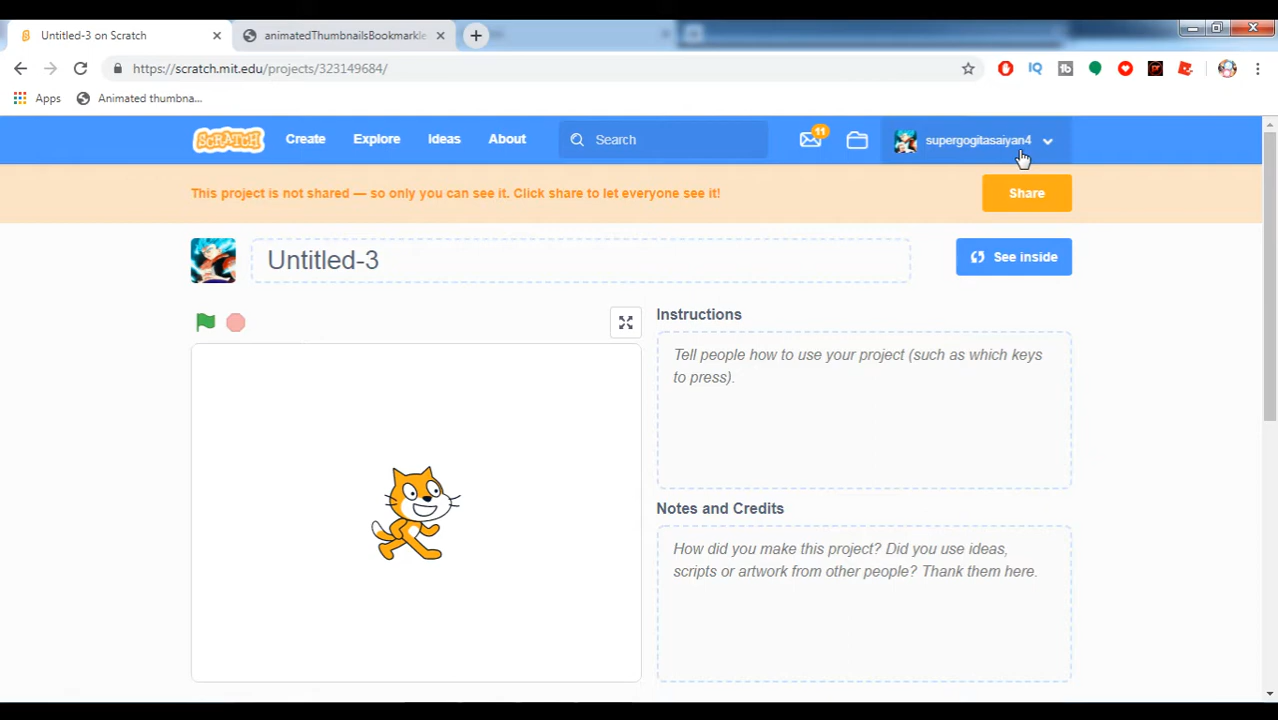 Untitled-3 on Scratch
animatedThumbnailsBookmarkle
https://scratch.mit.edu/projects/323149684/
Apps
Animated thumbna...
SCRATCH
Create
Explore
Ideas
About
Search
11
supergogitasaiyan4
This project is not shared — so only you can see it. Click share to let everyone see it!
Share
Untitled-3
See inside
Instructions
Tell people how to use your project (such as which keys
to press).
Notes and Credits
How did you make this project? Did you use ideas,
scripts or artwork from other people? Thank them here.